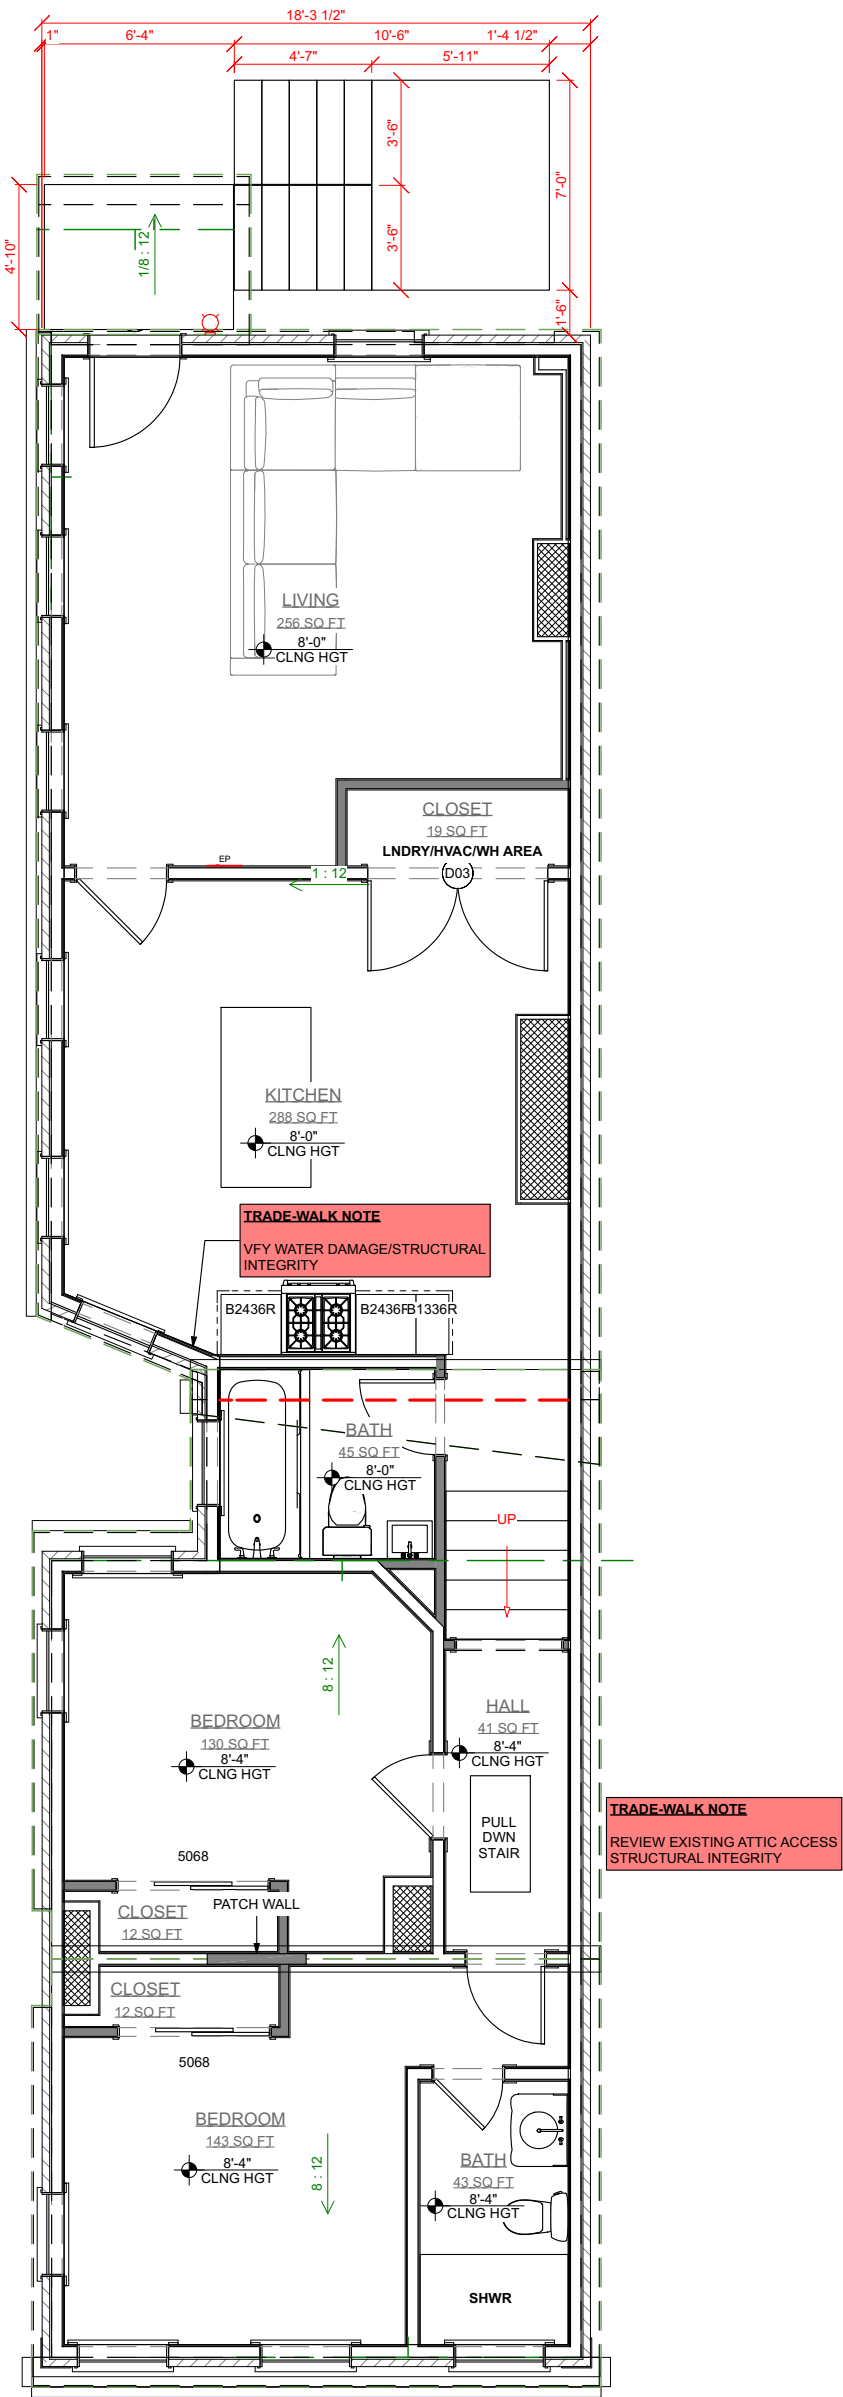 18'-3 1/2"
1"
6'-4"
10'-6"
1'-4 1/2"
4'-7"
5'-11"
3'-6"
7'-0"
3'-6"
4'-10"
1/8 : 12
1'-6"
LIVING
256 SQ FT
8'-0"
CLNG HGT
CLOSET
19 SQ FT
LNDRY/HVAC/WH AREA
EP
1 : 12
D03
KITCHEN
288 SQ FT
8'-0"
CLNG HGT
TRADE-WALK NOTE
VFY WATER DAMAGE/STRUCTURAL
INTEGRITY
B2436R
B2436R
B1336R
BATH
45 SQ FT
8'-0"
CLNG HGT
UP
8 : 12
BEDROOM
130 SQ FT
8'-4"
CLNG HGT
HALL
41 SQ FT
8'-4"
CLNG HGT
PULL
DWN
STAIR
TRADE-WALK NOTE
REVIEW EXISTING ATTIC ACCESS
STRUCTURAL INTEGRITY
5068
PATCH WALL
CLOSET
12 SQ FT
CLOSET
12 SQ FT
5068
BEDROOM
143 SQ FT
8'-4"
CLNG HGT
8 : 12
BATH
43 SQ FT
8'-4"
CLNG HGT
SHWR